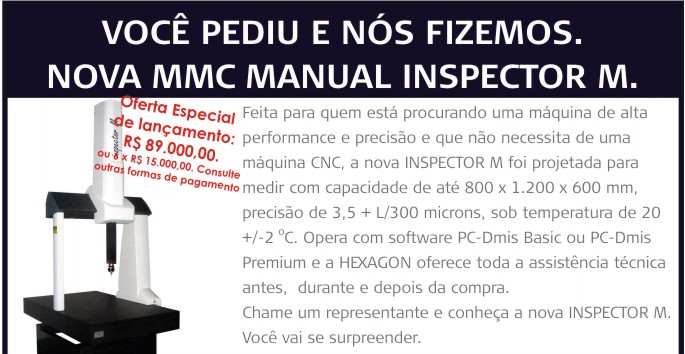 VOCÊ PEDIU E NÓS FIZEMOS.
NOVA MMC MANUAL INSPECTOR M.
Oferta Especial
de lançamento:
R$ 89.000,00.
ou 6 x R$ 15.000,00. Consulte
outras formas de pagamento
Inspector M
Feita para quem está procurando uma máquina de alta
performance e precisão e que não necessita de uma
máquina CNC, a nova INSPECTOR M foi projetada para
medir com capacidade de até 800 x 1.200 x 600 mm,
precisão de 3,5 + L/300 microns, sob temperatura de 20
+/-2 ºC. Opera com software PC-Dmis Basic ou PC-Dmis
Premium e a HEXAGON oferece toda a assistência técnica
antes,  durante e depois da compra.
Chame um representante e conheça a nova INSPECTOR M.
Você vai se surpreender.